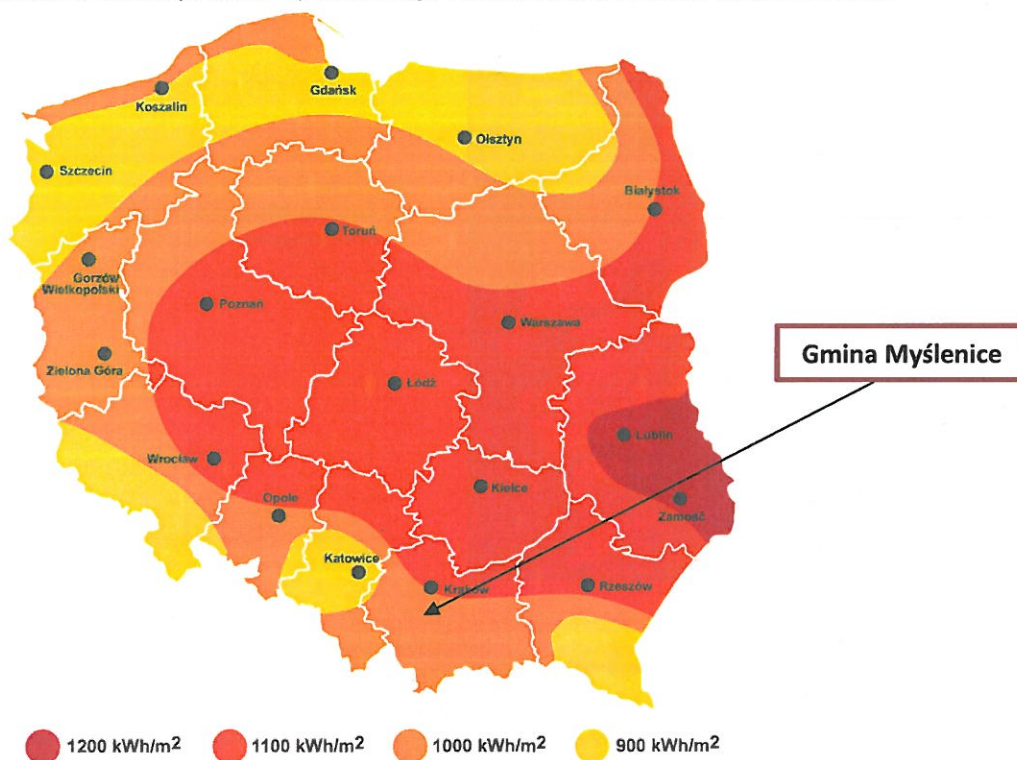 Gdańsk
Koszalin
Olsztyn
Szczecin
Białystok
Toruń
Gorzów
Wielkopolski
Poznan
Warszawa
Gmina Myślenice
Zielona Góra
Łódź
Lublin
Wrocław
Kielce
Opole
Zamość
Katowice
Kraków
Rzeszów
1200 kWh/m² 1100 kWh/m² 1000 kWh/m² 900 kWh/m²